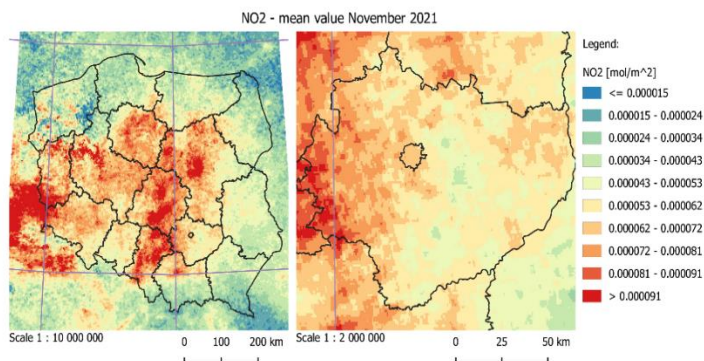 NO2 - mean value November 2021
Legend:
NO2 [mol/m^2]
<= 0.000015
0.000015 - 0.000024
0.000024 - 0.000034
0.000034 - 0.000043
0.000043 - 0.000053
0.000053 - 0.000062
0.000062 - 0.000072
0.000072 - 0.000081
0.000081 - 0.000091
> 0.000091
Scale 1 : 10 000 000
0 100 200 km
Scale 1 : 2 000 000
0 25 50 km